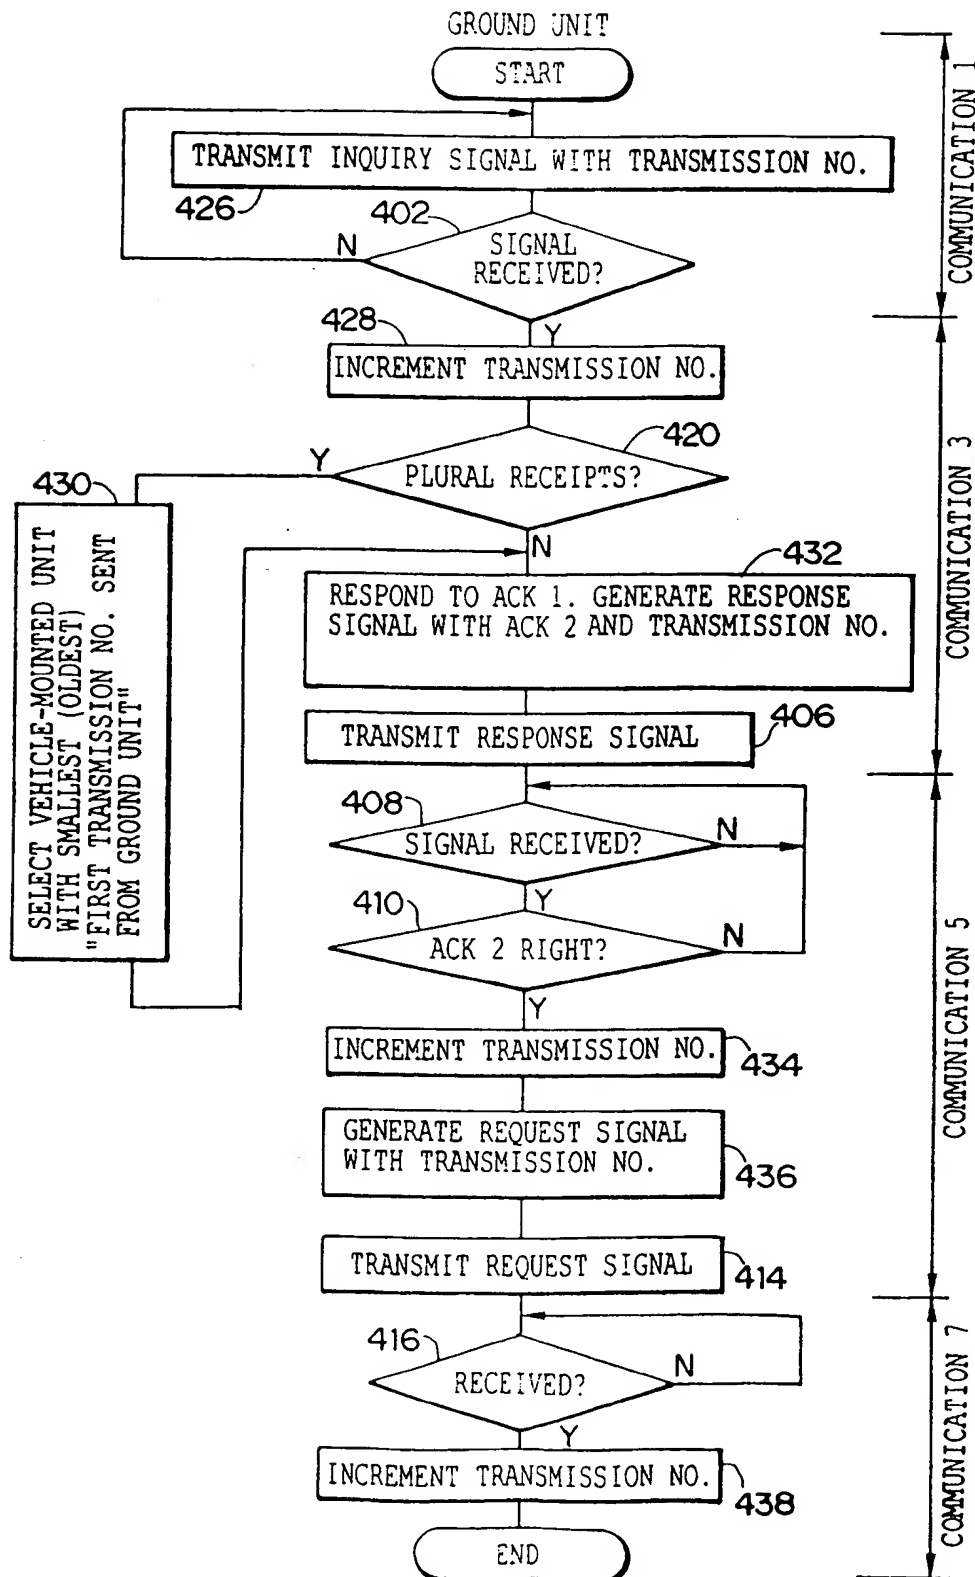 GROUND UNIT
START
TRANSMIT INQUIRY SIGNAL WITH TRANSMISSION NO.
426
402
SIGNAL
RECEIVED?
N
Y
COMMUNICATION 1
428
INCREMENT TRANSMISSION NO.
420
PLURAL RECEIPTS?
Y
N
430
SELECT VEHICLE-MOUNTED UNIT
WITH SMALLEST (OLDEST)
"FIRST TRANSMISSION NO. SENT
FROM GROUND UNIT"
432
RESPOND TO ACK 1. GENERATE RESPONSE
SIGNAL WITH ACK 2 AND TRANSMISSION NO.
406
TRANSMIT RESPONSE SIGNAL
COMMUNICATION 3
408
SIGNAL RECEIVED?
N
Y
410
ACK 2 RIGHT?
N
Y
INCREMENT TRANSMISSION NO.
434
GENERATE REQUEST SIGNAL
WITH TRANSMISSION NO.
436
TRANSMIT REQUEST SIGNAL
414
COMMUNICATION 5
416
RECEIVED?
N
Y
INCREMENT TRANSMISSION NO.
438
END
COMMUNICATION 7